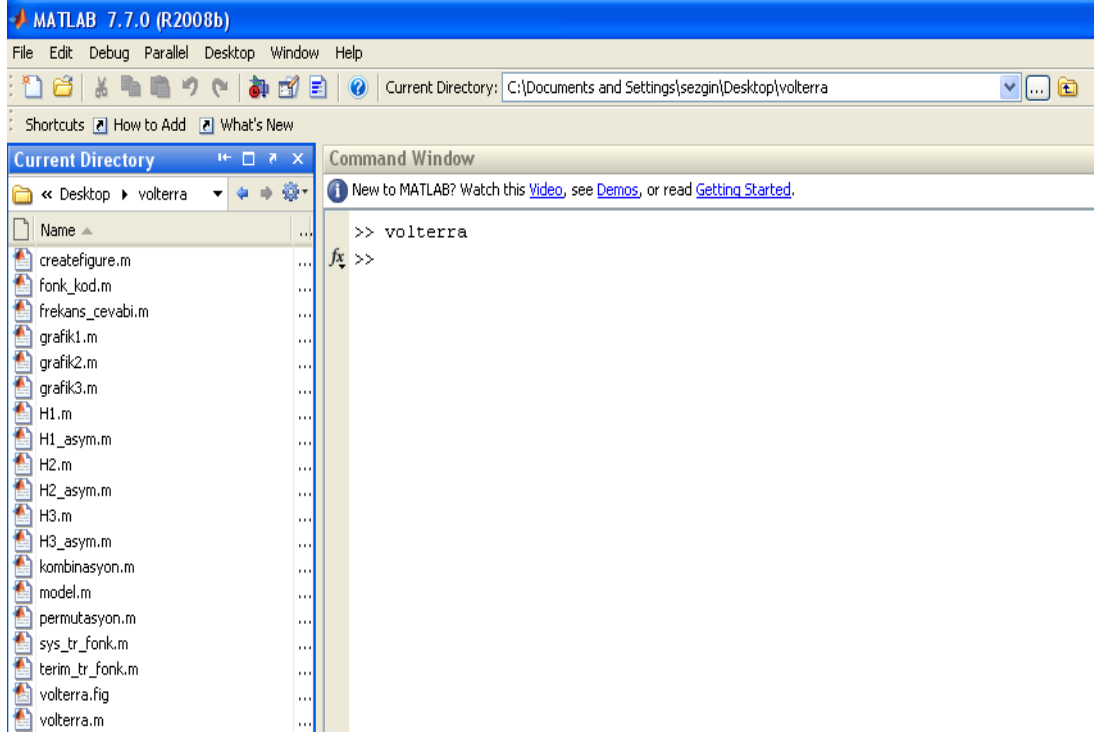 MATLAB 7.7.0 (R2008b)
File Edit Debug Parallel Desktop Window Help
Current Directory: C:\Documents and Settings\sezgin\Desktop\volterra ...
Shortcuts How to Add What's New
Current Directory
« Desktop volterra
Name ...
createfigure.m ...
fonk_kod.m ...
frekans_cevabi.m ...
grafik1.m ...
grafik2.m ...
grafik3.m ...
H1.m ...
H1_asym.m ...
H2.m ...
H2_asym.m ...
H3.m ...
H3_asym.m ...
kombinasyon.m ...
model.m ...
permutasyon.m ...
sys_tr_fonk.m ...
terim_tr_fonk.m ...
volterra.fig ...
volterra.m ...
Command Window
New to MATLAB? Watch this Video, see Demos, or read Getting Started.
>> volterra
fx >>